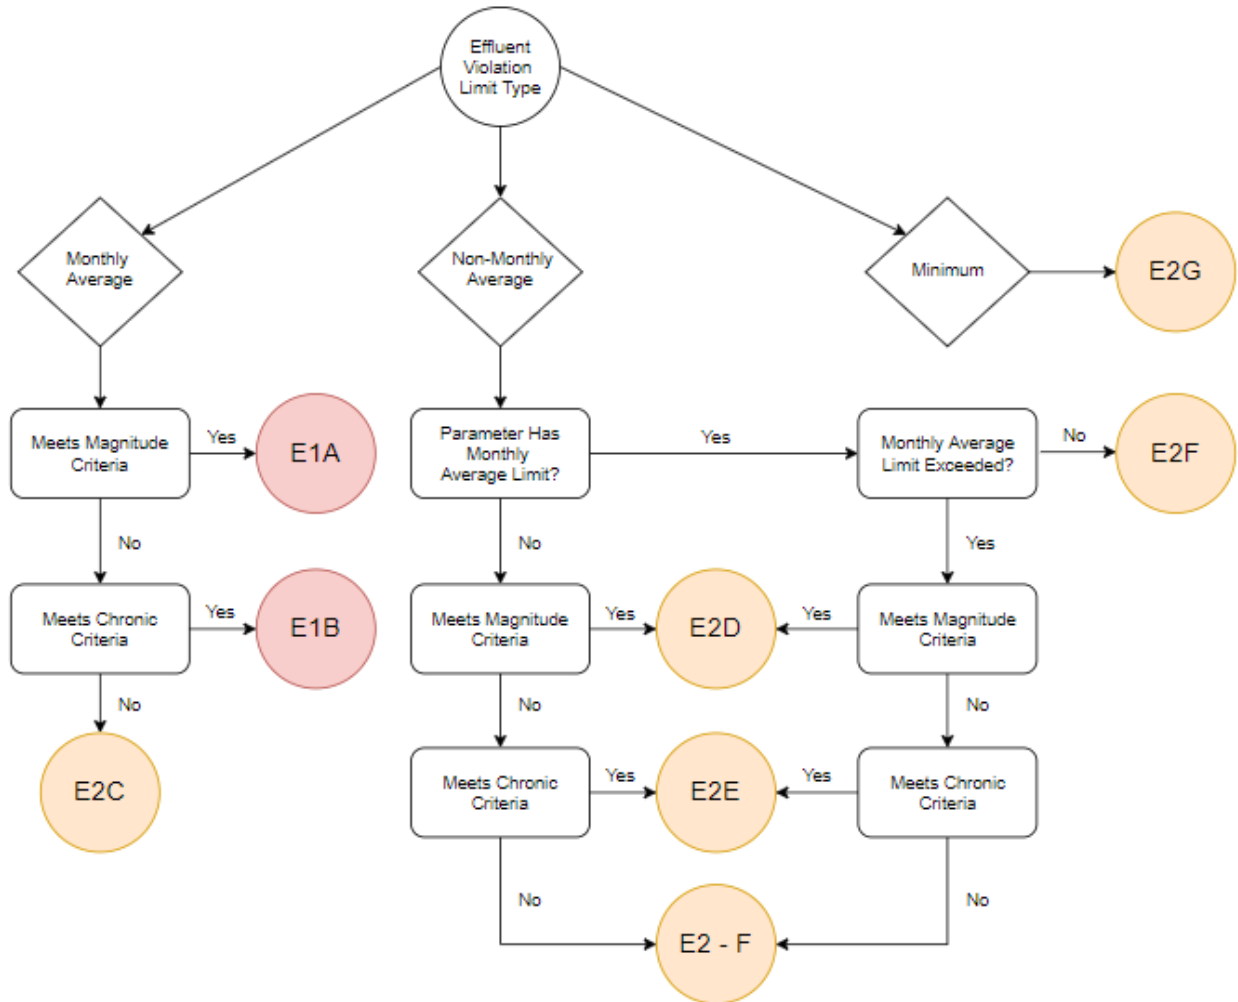 Effluent
Violation
Limit Type
Monthly
Average
Non-Monthly
Average
Minimum
E2G
Meets Magnitude
Criteria
Yes
E1A
Parameter Has
Monthly
Average Limit?
Yes
Monthly Average
Limit Exceeded?
No
E2F
No
No
Yes
Meets Chronic
Criteria
Yes
E1B
Meets Magnitude
Criteria
Yes
E2D
Yes
Meets Magnitude
Criteria
No
No
No
E2C
Meets Chronic
Criteria
Yes
E2E
Yes
Meets Chronic
Criteria
No
No
E2 - F